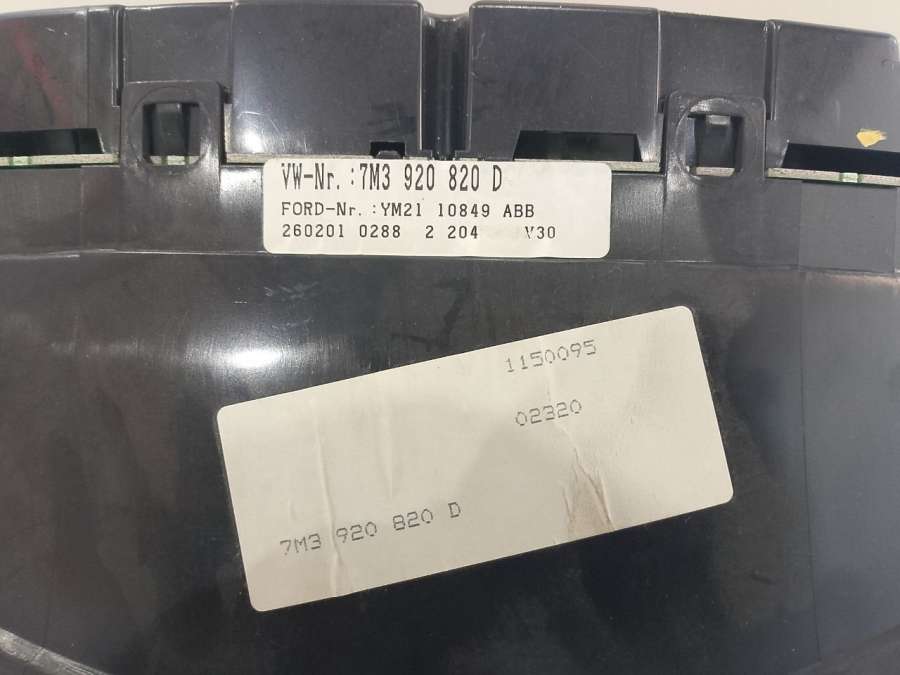 VW-Nr.:7M3 920 820 D
FORD-Nr.:YM21 10849 ABB
260201 0288 2 204 V30
1150095
02320
7M3 920 820 D